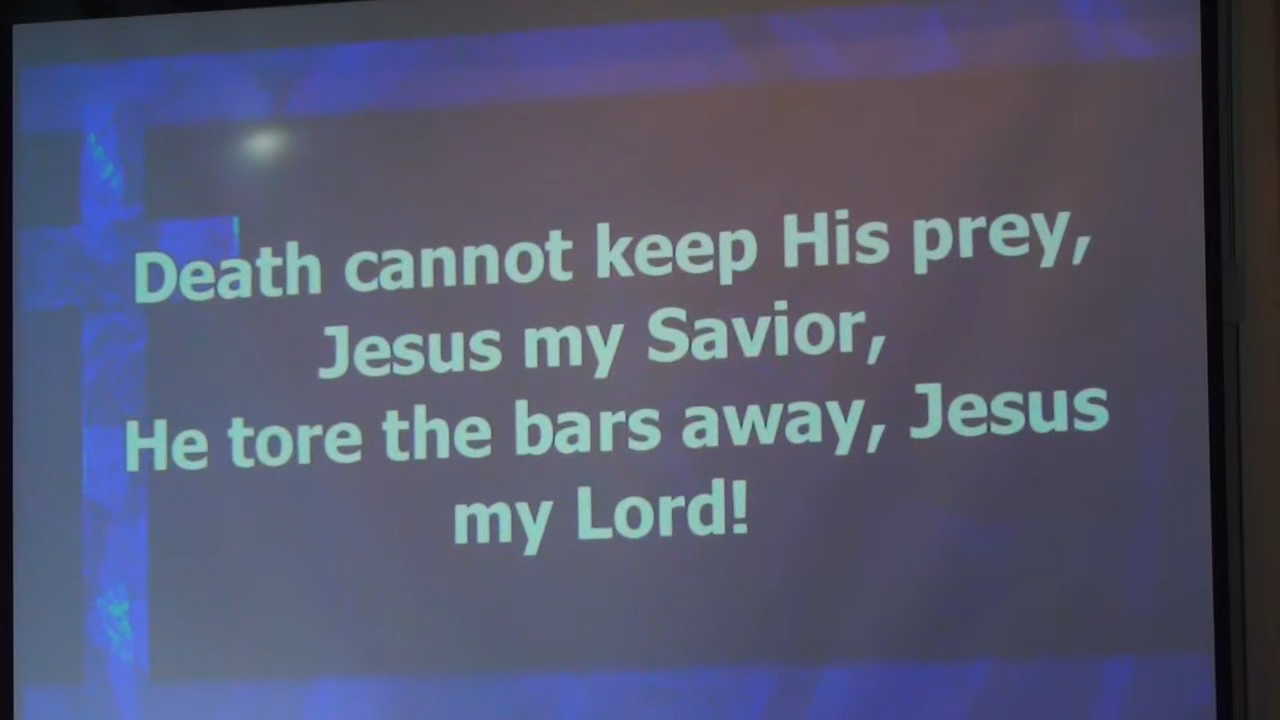 Death cannot keep His prey,
Jesus my Savior,
He tore the bars away, Jesus
my Lord!